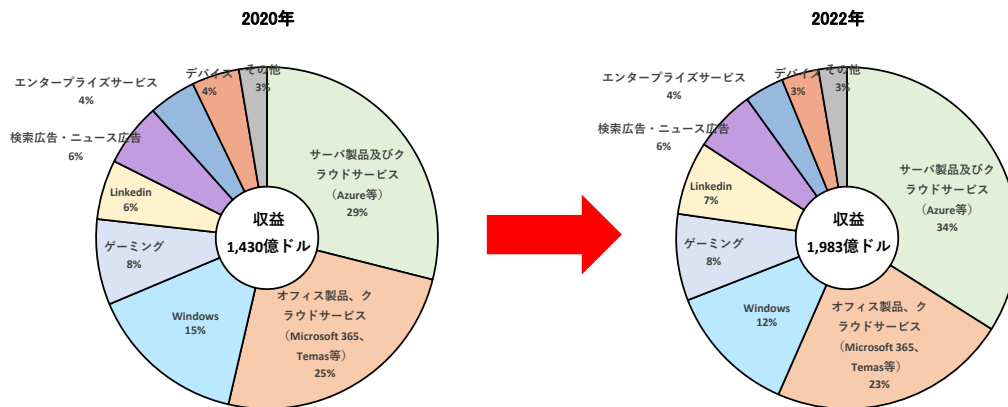 2020年
サーバ製品及びク
ラウドサービス
（Azure等）
29%
オフィス製品、ク
ラウドサービス
（Microsoft 365、
Temas等）
25%
Windows
15%
ゲーミング
8%
Linkedin
6%
検索広告・ニュース広告
6%
エンタープライズサービス
4%
デバイス
4%
その他
3%
収益
1,430億ドル
2022年
サーバ製品及びク
ラウドサービス
（Azure等）
34%
オフィス製品、ク
ラウドサービス
（Microsoft 365、
Temas等）
23%
Windows
12%
ゲーミング
8%
Linkedin
7%
検索広告・ニュース広告
6%
エンタープライズサービス
4%
デバイス
3%
その他
3%
収益
1,983億ドル